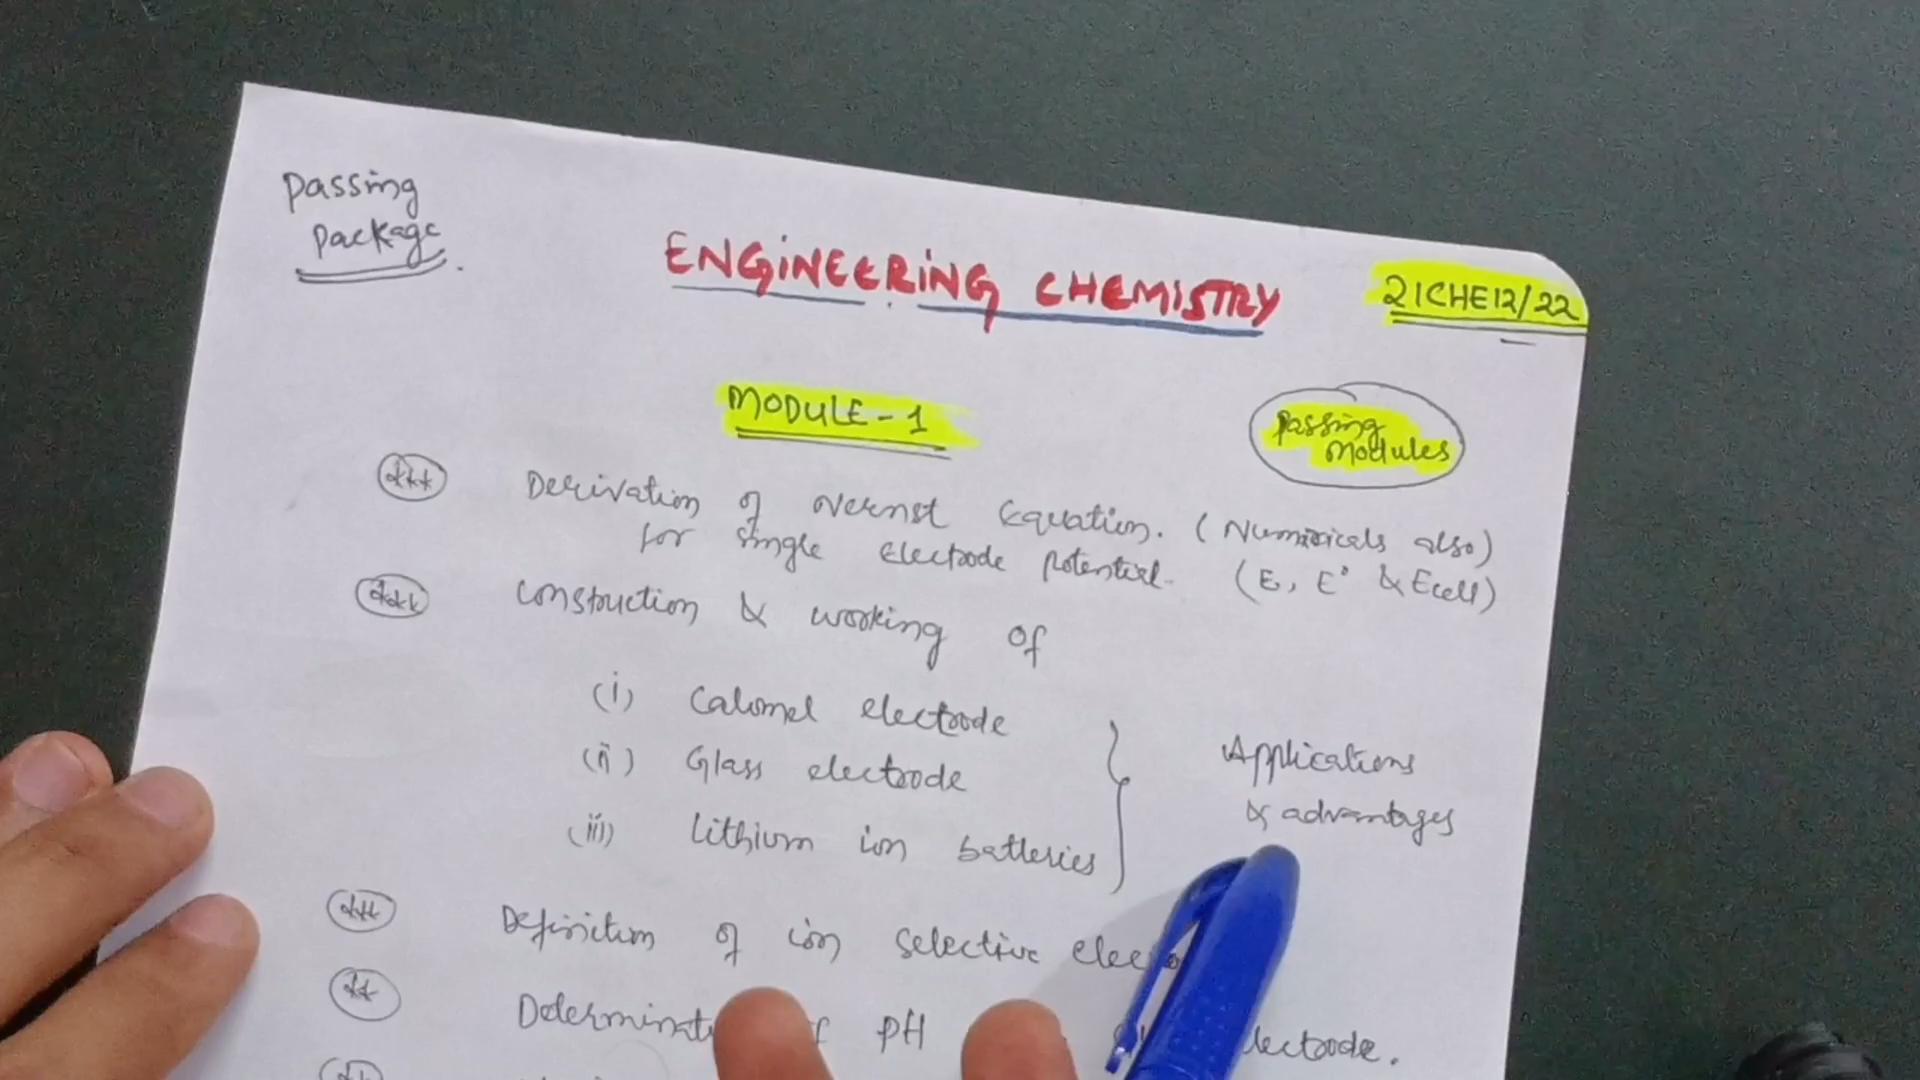 Passing
Package
ENGINEERING CHEMISTRY
21CHE12/22
MODULE-1
Passing
Modules
*** Derivation of Nernst Equation. (Numericals also)
for single Electrode Potential. (E, E° & Ecell)
*** construction & working of
(i) Calomel electrode
(ii) Glass electrode
(iii) Lithium ion batteries
Applications
& advantages
*** Definition of ion selective
** PH electrode.